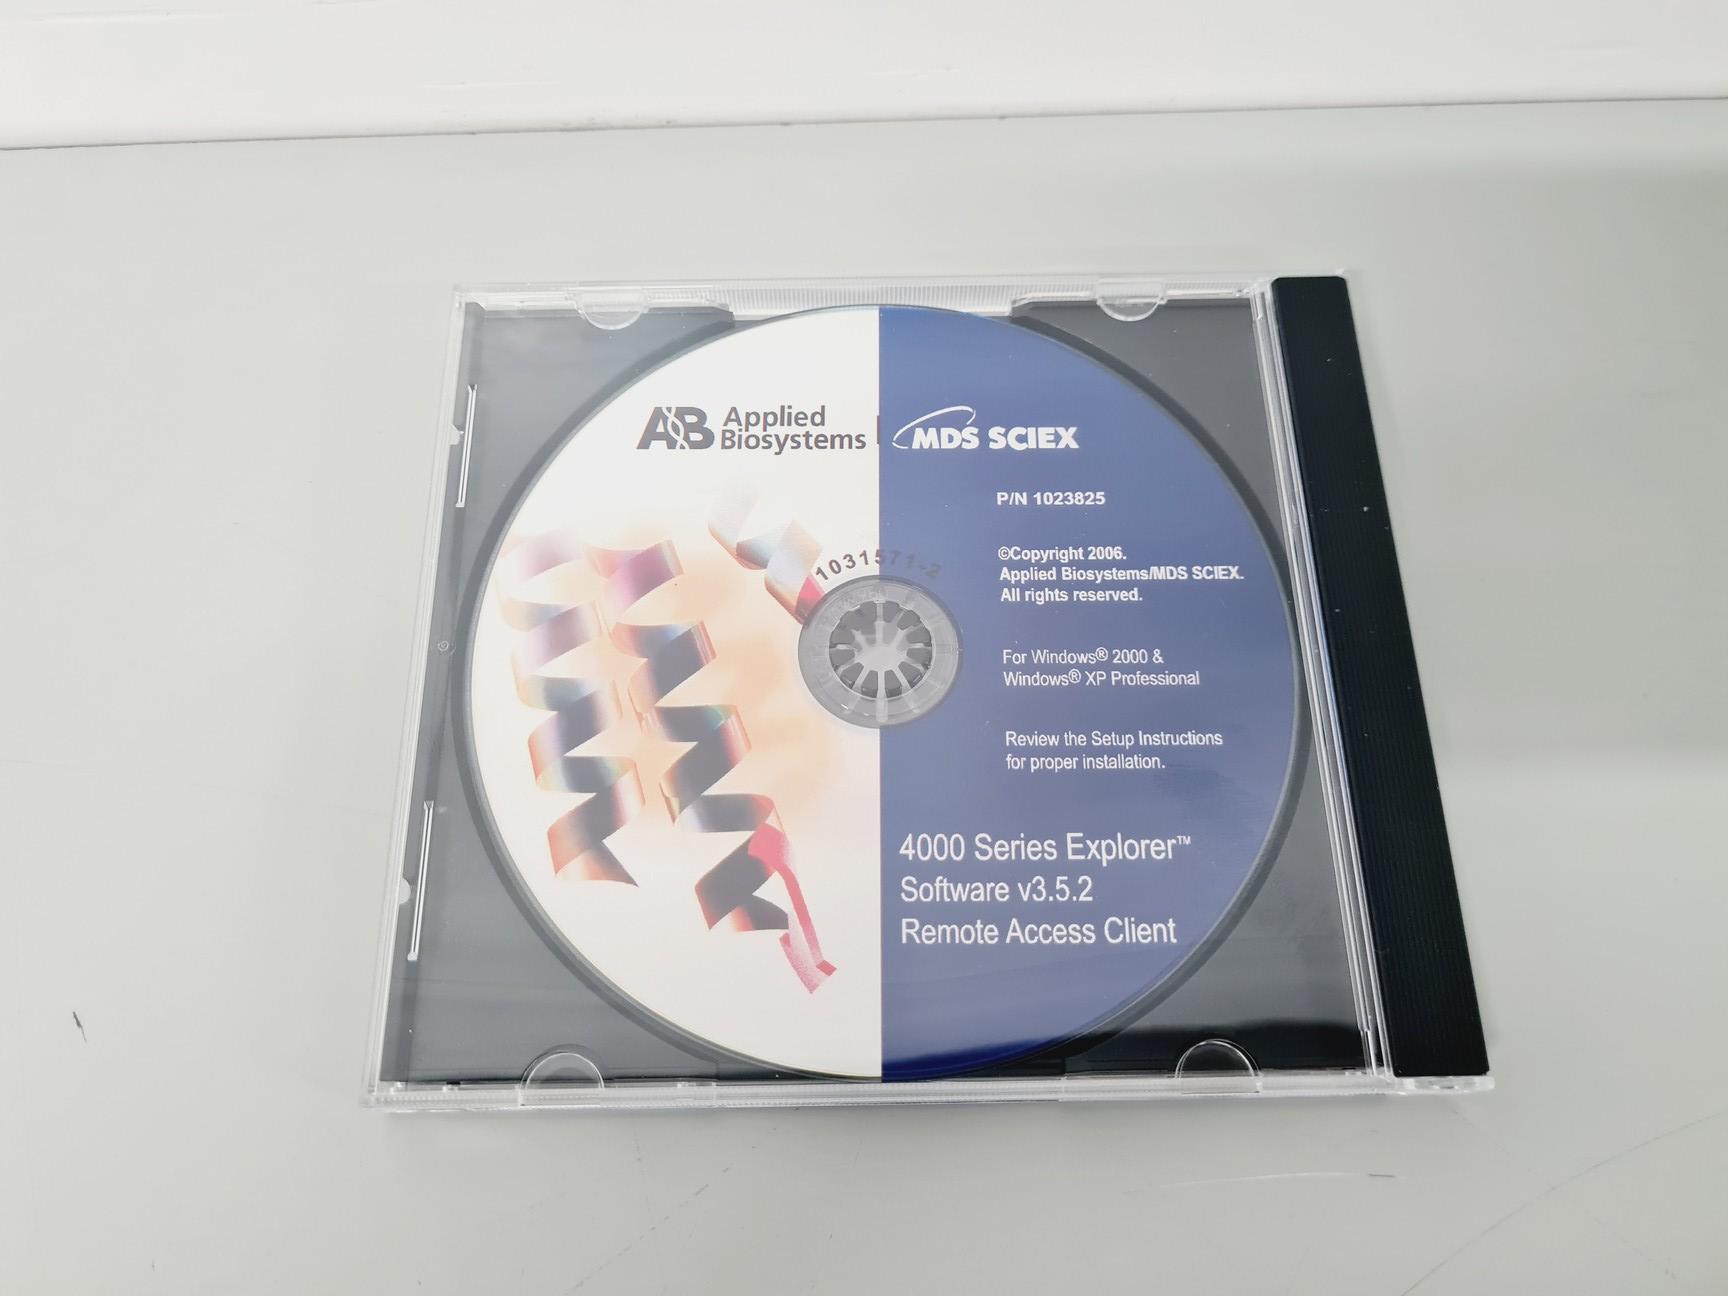 AB Applied
Biosystems
MDS SCIEX
P/N 1023825
1031571-2
©Copyright 2006.
Applied Biosystems/MDS SCIEX.
All rights reserved.
For Windows® 2000 &
Windows® XP Professional
Review the Setup Instructions
for proper installation.
4000 Series Explorer™
Software v3.5.2
Remote Access Client